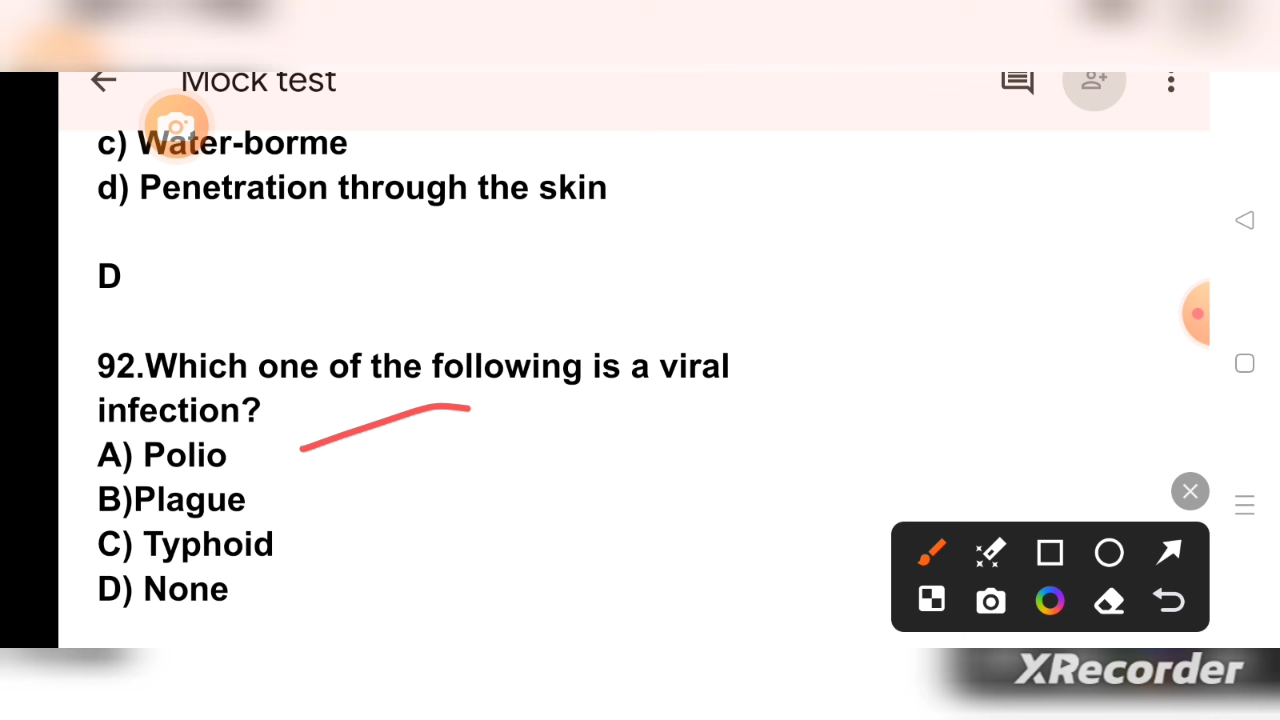 Mock test
c) Water-borme
d) Penetration through the skin
D
92.Which one of the following is a viral
infection?
A) Polio
B)Plague
C) Typhoid
D) None
XRecorder